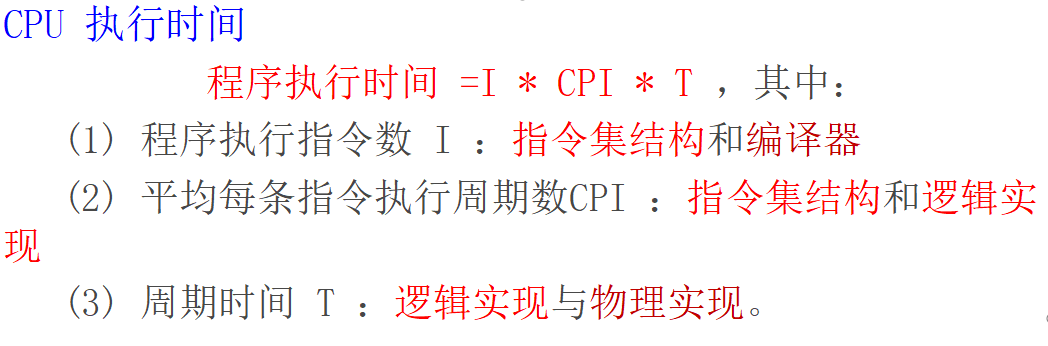 CPU 执行时间
程序执行时间 =I * CPI * T ，其中：
(1) 程序执行指令数 I ：指令集结构和编译器
(2) 平均每条指令执行周期数CPI ：指令集结构和逻辑实
现
(3) 周期时间 T ：逻辑实现与物理实现。